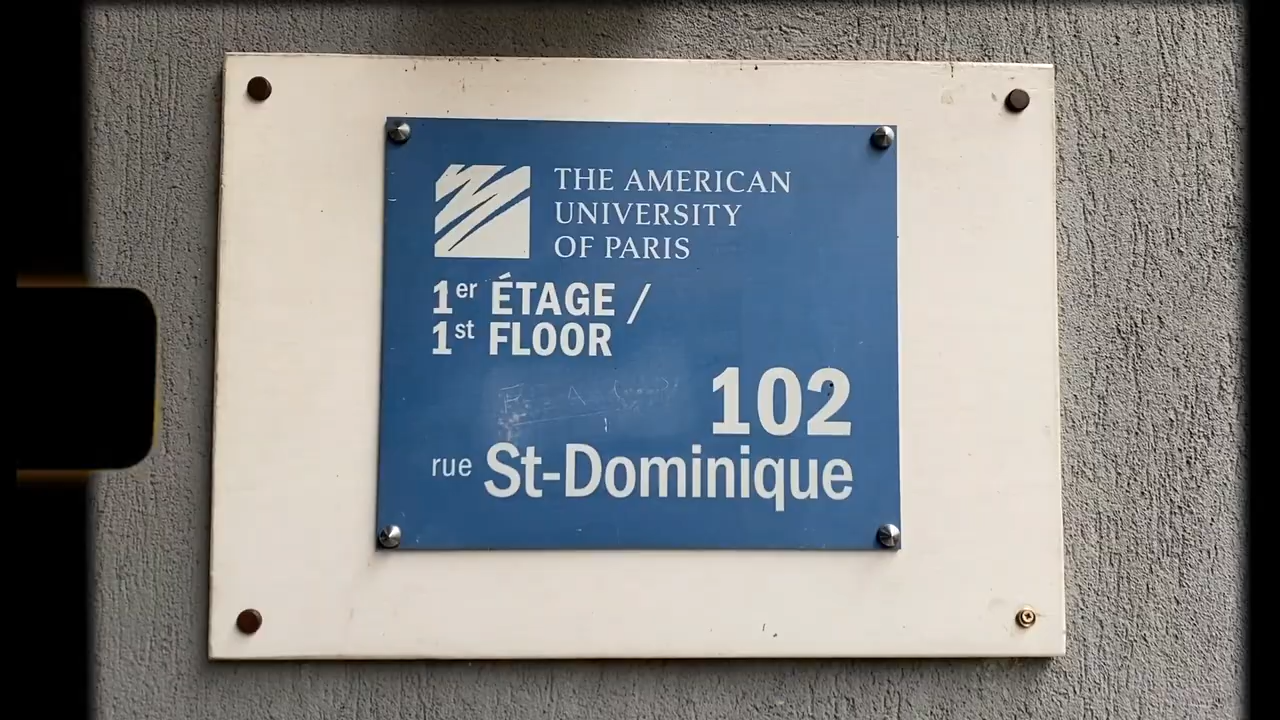 THE AMERICAN
UNIVERSITY
OF PARIS
1er ÉTAGE /
1st FLOOR
102
rue St-Dominique